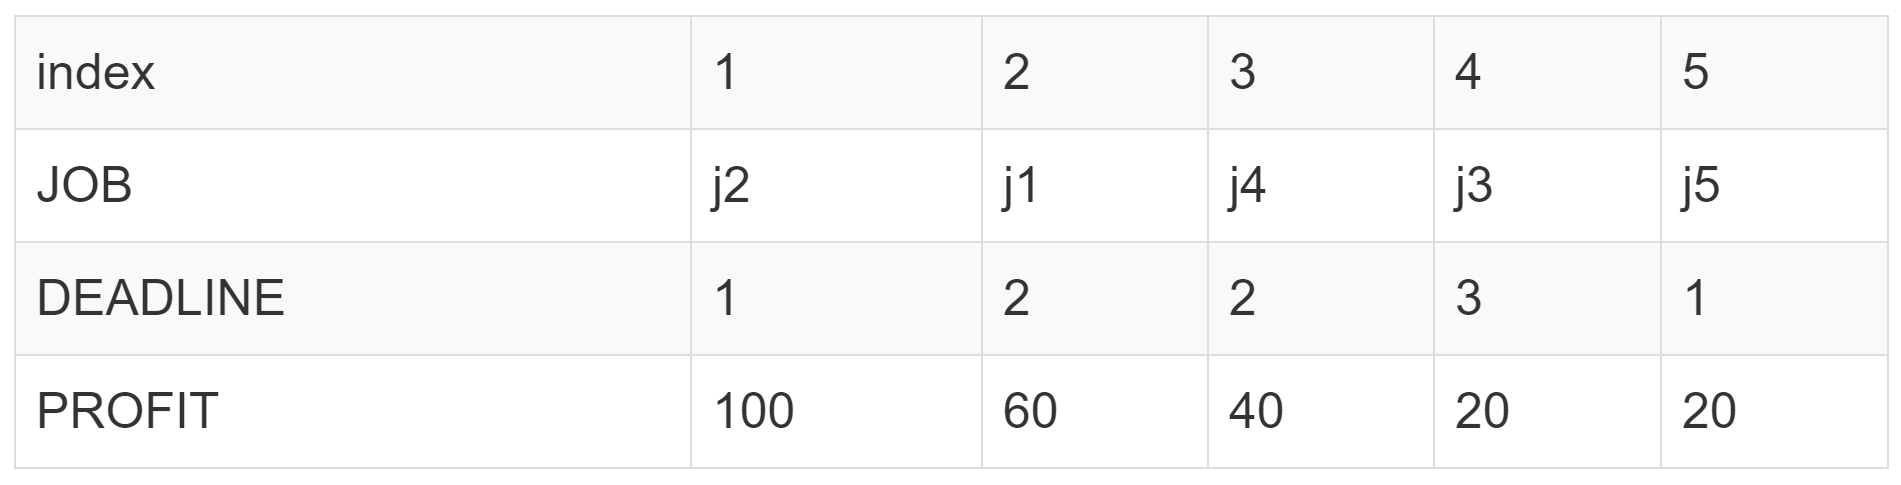 index 1 2 3 4 5
JOB j2 j1 j4 j3 j5
DEADLINE 1 2 2 3 1
PROFIT 100 60 40 20 20